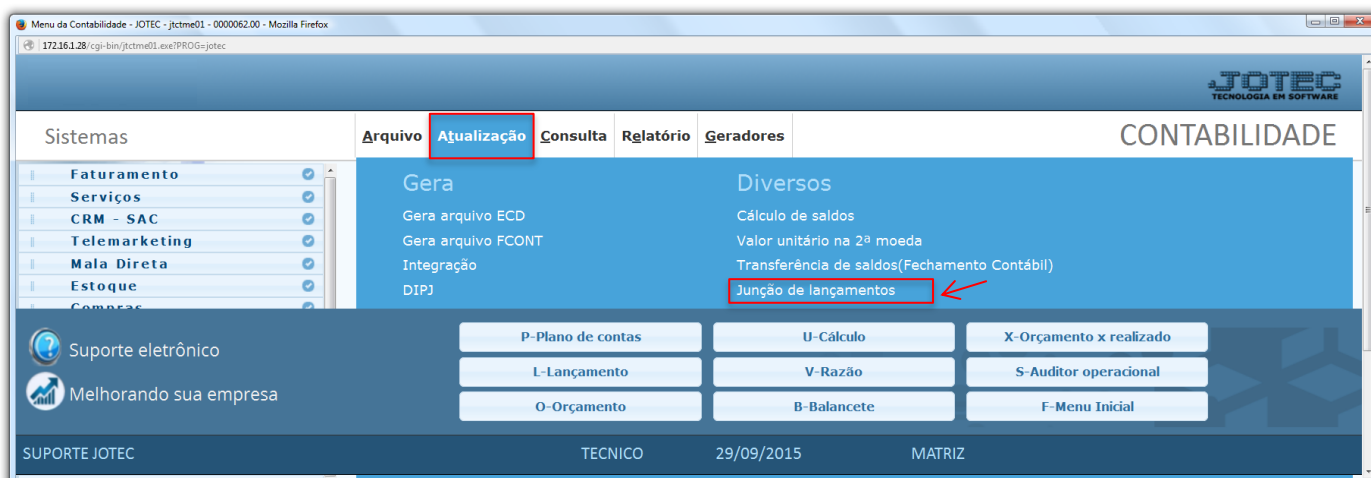 Menu da Contabilidade - JOTEC - jtctme01 - 0000062.00 - Mozilla Firefox
172.16.1.28/cgi-bin/jtctme01.exe?PROG=jotec
JOTEC
TECNOLOGIA EM SOFTWARE
Sistemas
Arquivo Atualização Consulta Relatório Geradores
CONTABILIDADE
Faturamento
Serviços
CRM - SAC
Telemarketing
Mala Direta
Estoque
Compras
Gera
Gera arquivo ECD
Gera arquivo FCONT
Integração
DIPJ
Diversos
Cálculo de saldos
Valor unitário na 2ª moeda
Transferência de saldos(Fechamento Contábil)
Junção de lançamentos
Suporte eletrônico
Melhorando sua empresa
P-Plano de contas U-Cálculo X-Orçamento x realizado
L-Lançamento V-Razão S-Auditor operacional
O-Orçamento B-Balancete F-Menu Inicial
SUPORTE JOTEC TECNICO 29/09/2015 MATRIZ